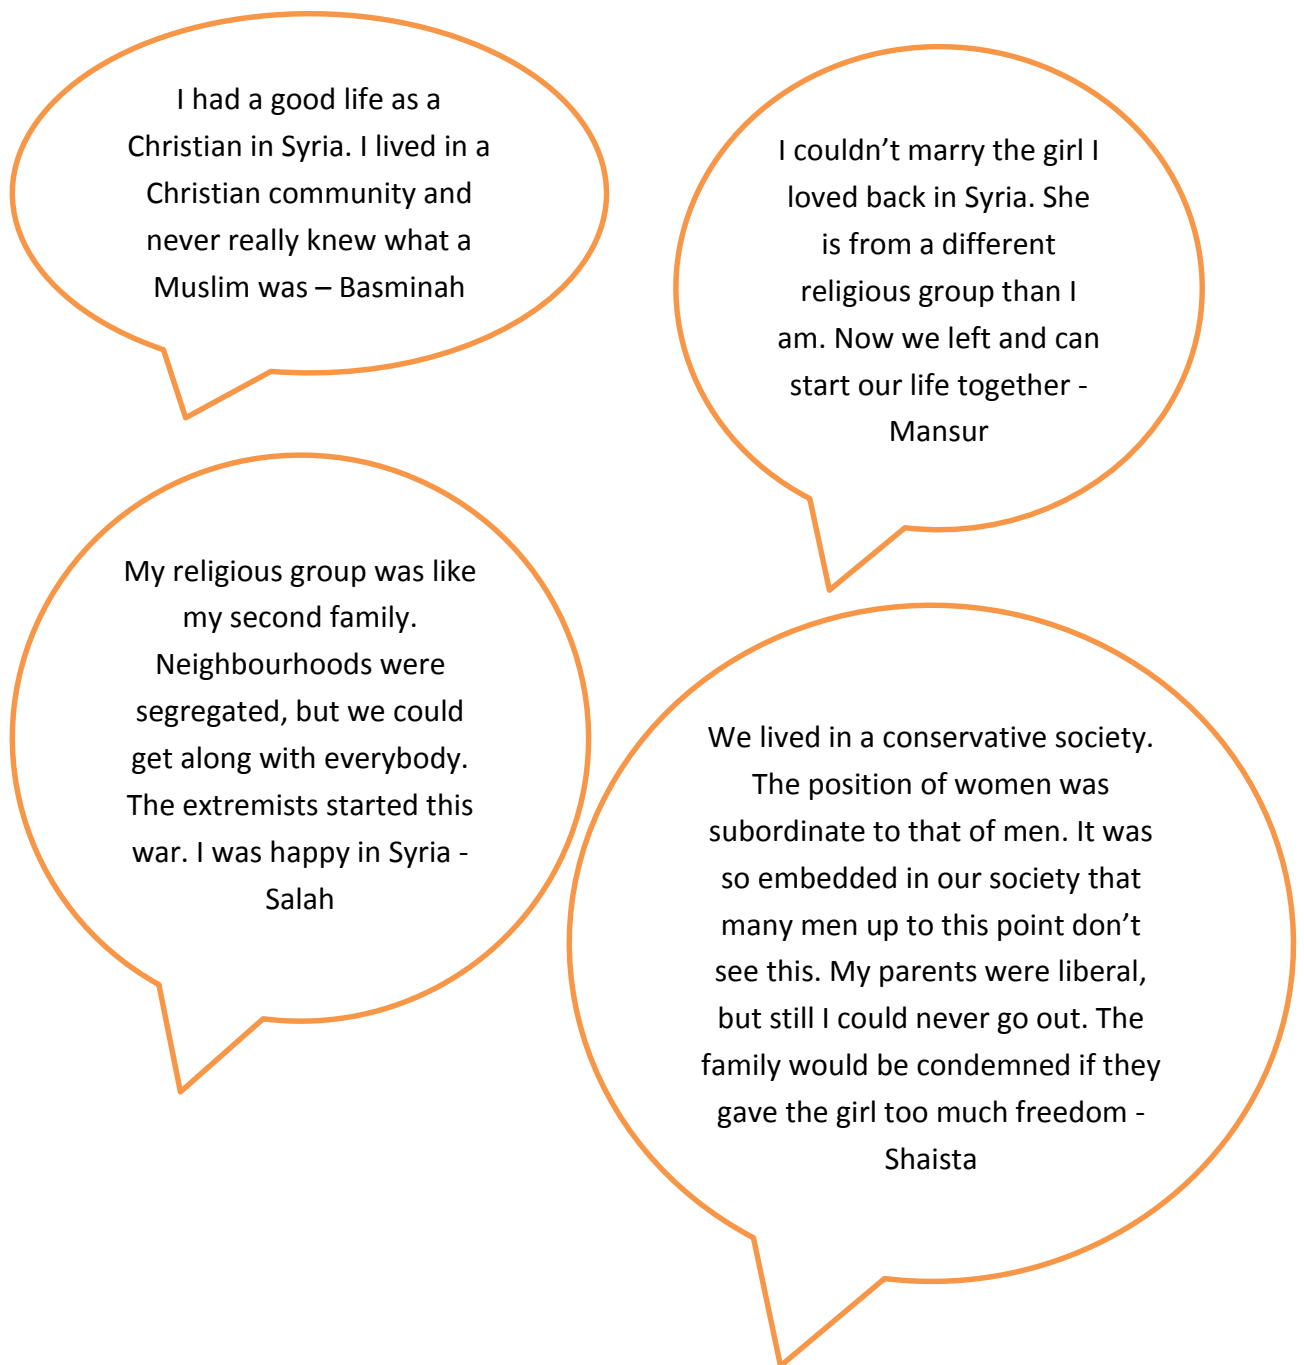 I had a good life as a
Christian in Syria. I lived in a
Christian community and
never really knew what a
Muslim was – Basminah
I couldn’t marry the girl I
loved back in Syria. She
is from a different
religious group than I
am. Now we left and can
start our life together -
Mansur
My religious group was like
my second family.
Neighbourhoods were
segregated, but we could
get along with everybody.
The extremists started this
war. I was happy in Syria -
Salah
We lived in a conservative society.
The position of women was
subordinate to that of men. It was
so embedded in our society that
many men up to this point don’t
see this. My parents were liberal,
but still I could never go out. The
family would be condemned if they
gave the girl too much freedom -
Shaista